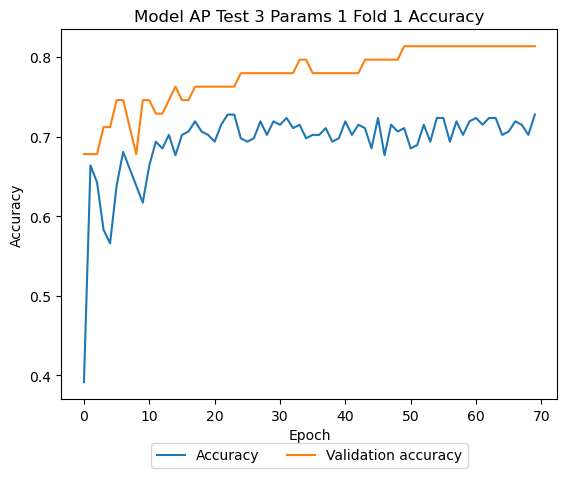 Model AP Test 3 Params 1 Fold 1 Accuracy
0.8
0.7
0.6
0.5
0.4
Accuracy
0 10 20 30 40 50 60 70
Epoch
Accuracy Validation accuracy